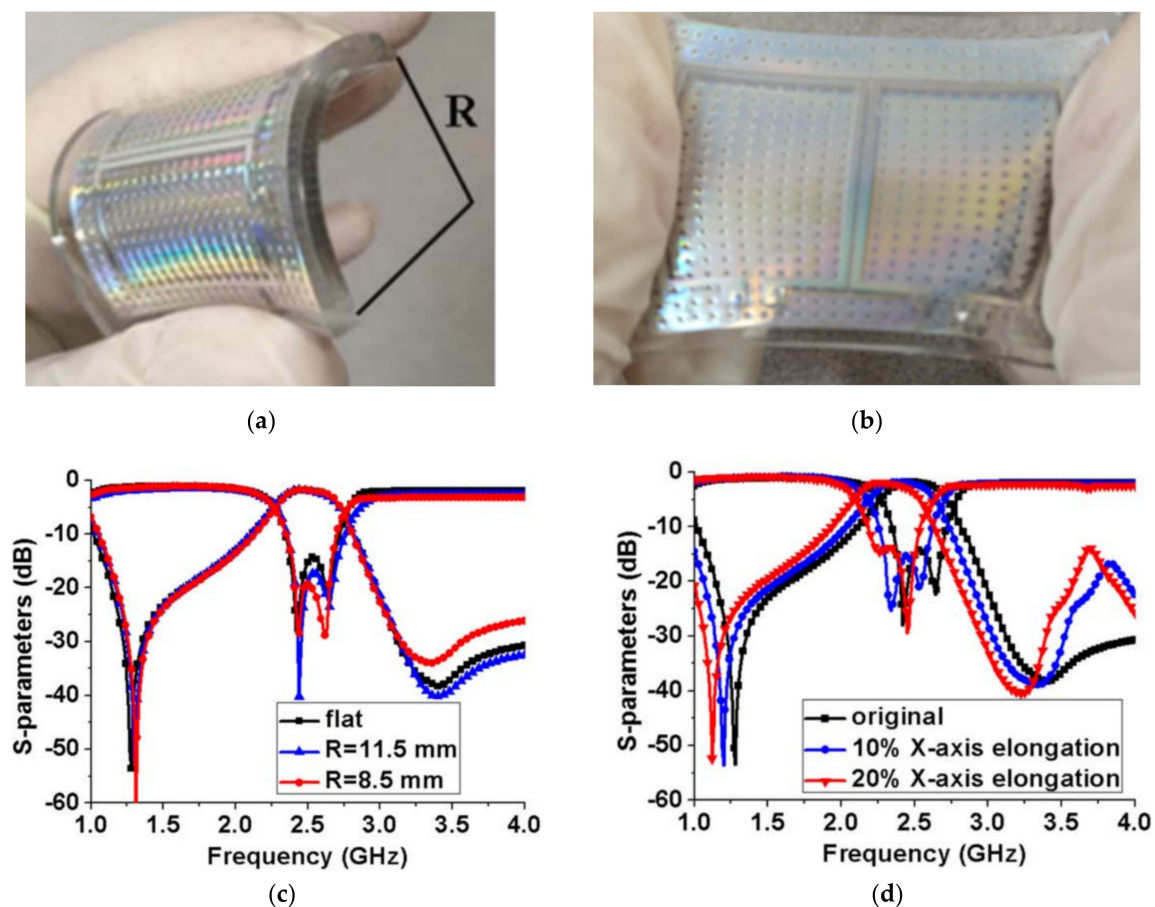 R
(a)
(b)
0
-10
-20
-30
-40
-50
-60
S-parameters (dB)
flat
R=11.5 mm
R=8.5 mm
1.0 1.5 2.0 2.5 3.0 3.5 4.0
Frequency (GHz)
(c)
0
-10
-20
-30
-40
-50
-60
S-parameters (dB)
original
10% X-axis elongation
20% X-axis elongation
1.0 1.5 2.0 2.5 3.0 3.5 4.0
Frequency (GHz)
(d)